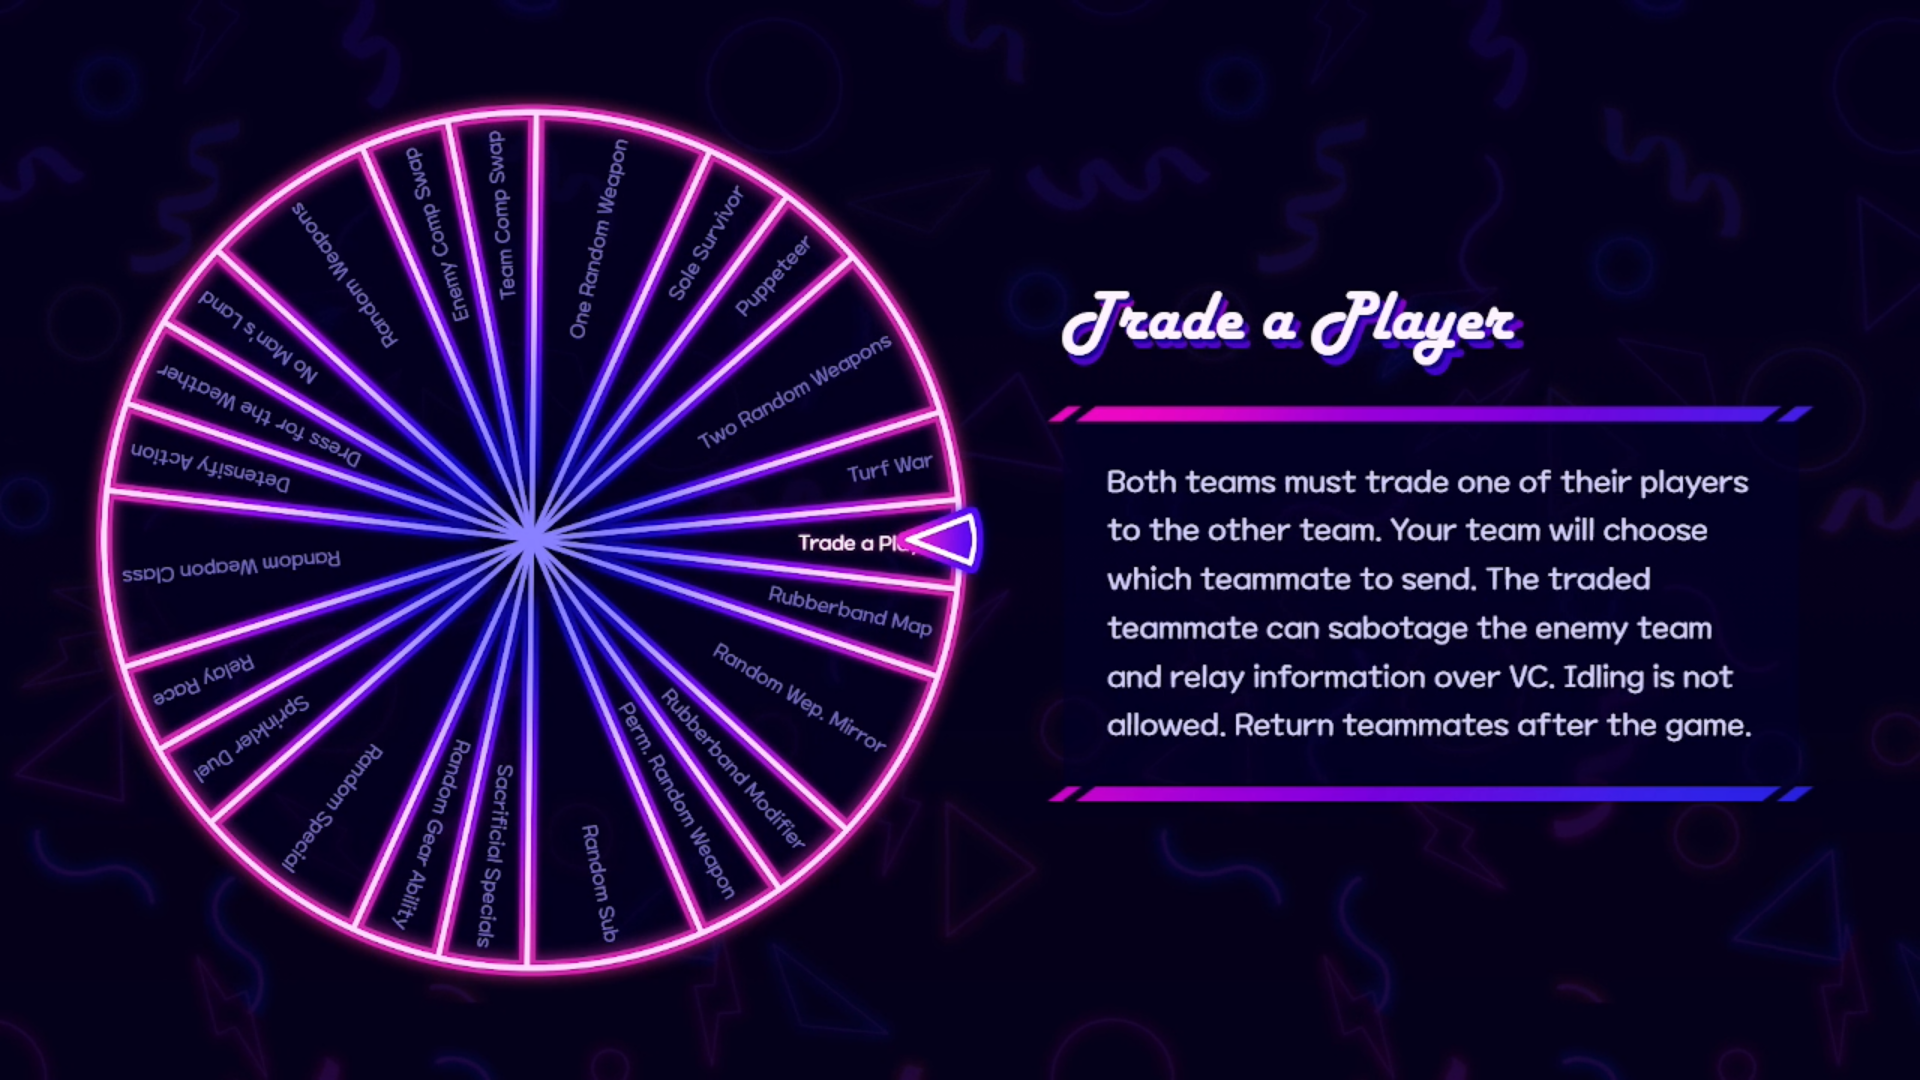 One Random Weapon
Sole Survivor
Puppeteer
Two Random Weapons
Turf War
Trade a Pla
Rubberband Map
Random Wep. Mirror
Rubberband Modifier
Perm. Random Weapon
Random Sub
Sacrificial Specials
Random Gear Ability
Random Special
Sprinkler Duel
Relay Race
Random Weapon Class
Detensify Action
Dress for the Weather
No Man's Land
Random Weapons
Enemy Comp Swap
Team Comp Swap
Trade a Player
Both teams must trade one of their players
to the other team. Your team will choose
which teammate to send. The traded
teammate can sabotage the enemy team
and relay information over VC. Idling is not
allowed. Return teammates after the game.